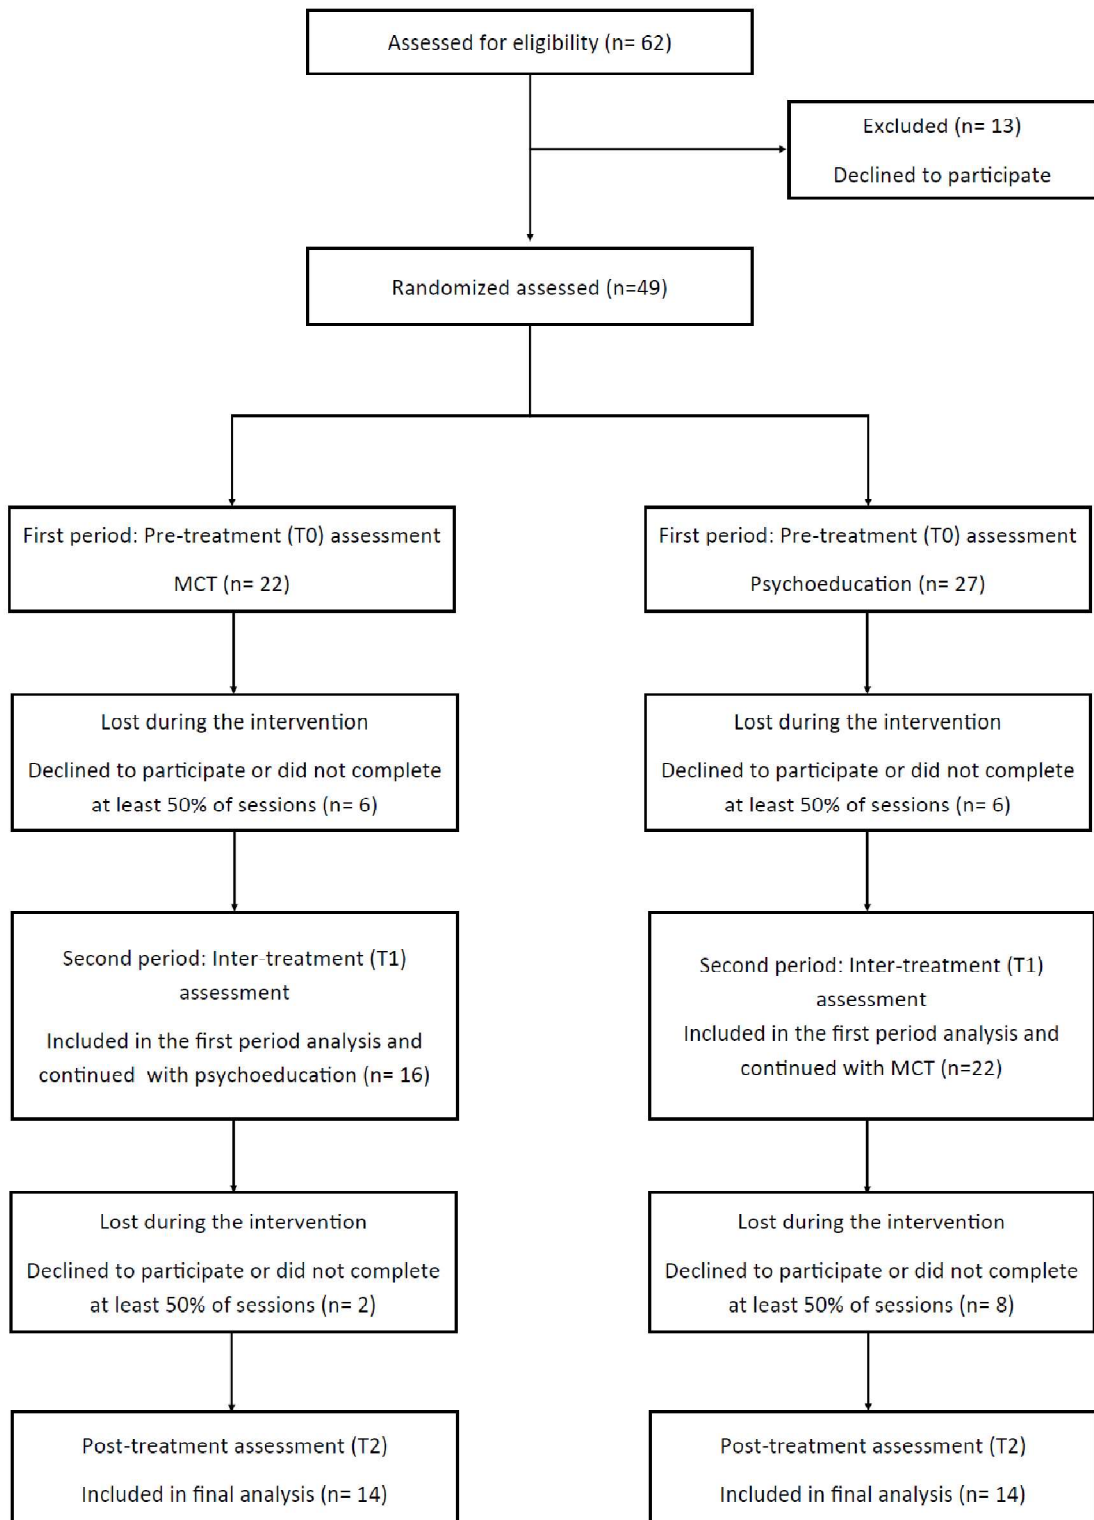 Assessed for eligibility (n= 62)
Excluded (n= 13)
Declined to participate
Randomized assessed (n=49)
First period: Pre-treatment (T0) assessment
MCT (n= 22)
First period: Pre-treatment (T0) assessment
Psychoeducation (n= 27)
Lost during the intervention
Declined to participate or did not complete
at least 50% of sessions (n= 6)
Lost during the intervention
Declined to participate or did not complete
at least 50% of sessions (n= 6)
Second period: Inter-treatment (T1)
assessment
Included in the first period analysis and
continued with psychoeducation (n= 16)
Second period: Inter-treatment (T1)
assessment
Included in the first period analysis and
continued with MCT (n=22)
Lost during the intervention
Declined to participate or did not complete
at least 50% of sessions (n= 2)
Lost during the intervention
Declined to participate or did not complete
at least 50% of sessions (n= 8)
Post-treatment assessment (T2)
Included in final analysis (n= 14)
Post-treatment assessment (T2)
Included in final analysis (n= 14)